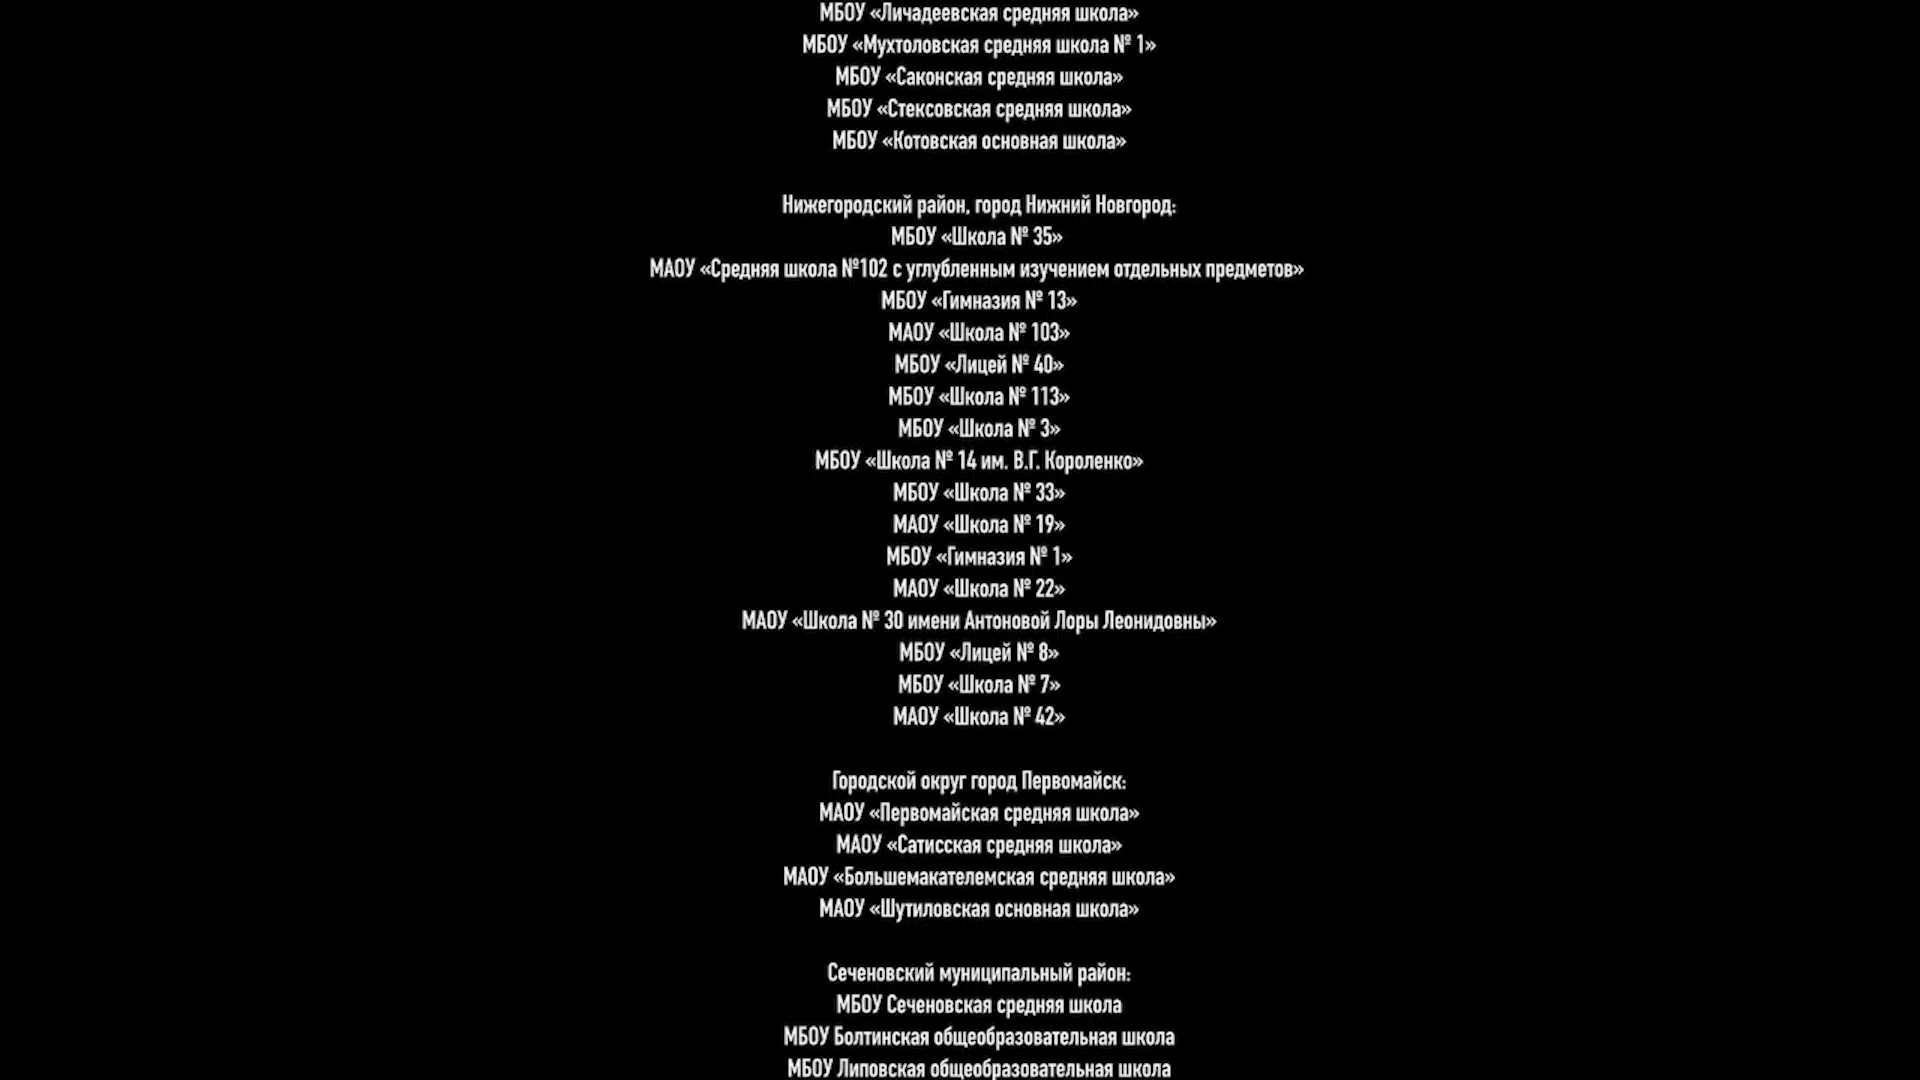 МБОУ «Личадеевская средняя школа»
МБОУ «Мухтоловская средняя школа № 1»
МБОУ «Саконская средняя школа»
МБОУ «Стексовская средняя школа»
МБОУ «Котовская основная школа»
Нижегородский район, город Нижний Новгород:
МБОУ «Школа № 35»
МАОУ «Средняя школа №102 с углубленным изучением отдельных предметов»
МБОУ «Гимназия № 13»
МАОУ «Школа № 103»
МБОУ «Лицей № 40»
МБОУ «Школа № 113»
МБОУ «Школа № 3»
МБОУ «Школа № 14 им. В.Г. Короленко»
МБОУ «Школа № 33»
МАОУ «Школа № 19»
МБОУ «Гимназия № 1»
МАОУ «Школа № 22»
МАОУ «Школа № 30 имени Антоновой Лоры Леонидовны»
МБОУ «Лицей № 8»
МБОУ «Школа № 7»
МАОУ «Школа № 42»
Городской округ город Первомайск:
МАОУ «Первомайская средняя школа»
МАОУ «Сатисская средняя школа»
МАОУ «Большемакателемская средняя школа»
МАОУ «Шутиловская основная школа»
Сеченовский муниципальный район:
МБОУ Сеченовская средняя школа
МБОУ Болтинская общеобразовательная школа
МБОУ Липовская общеобразовательная школа